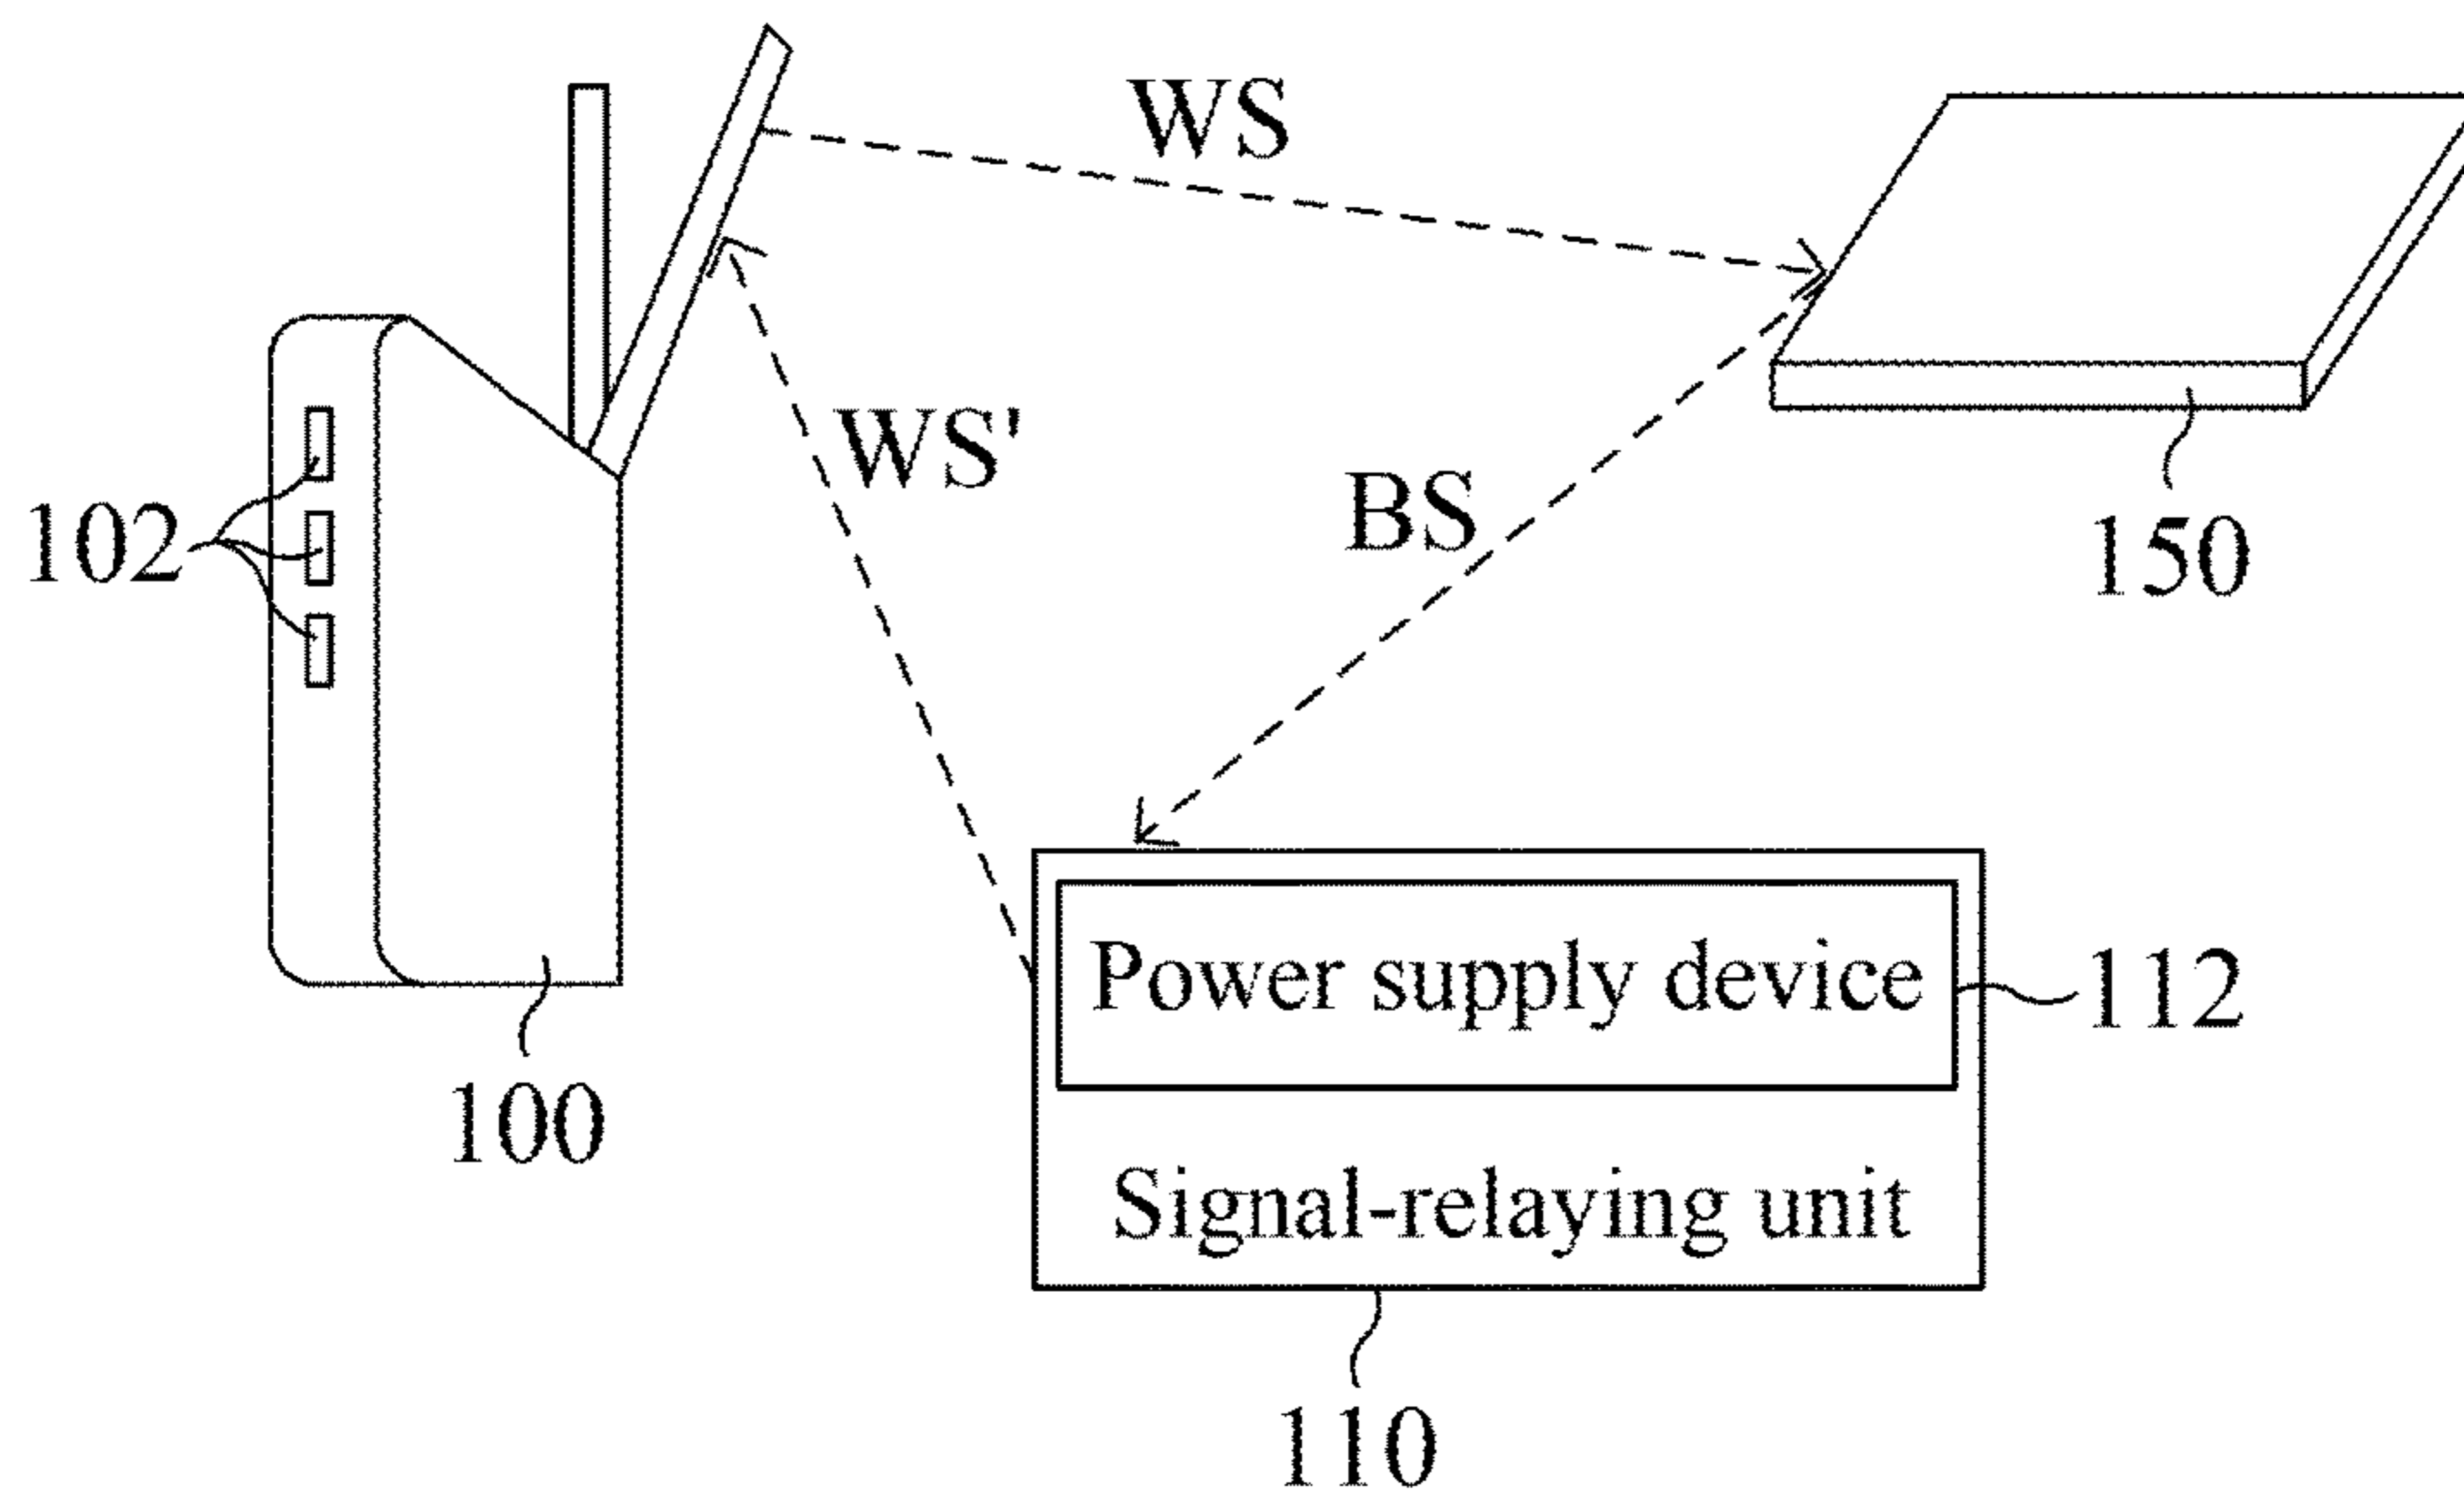 WS
WS'
102
BS
150
Power supply device
112
100
Signal-relaying unit
110